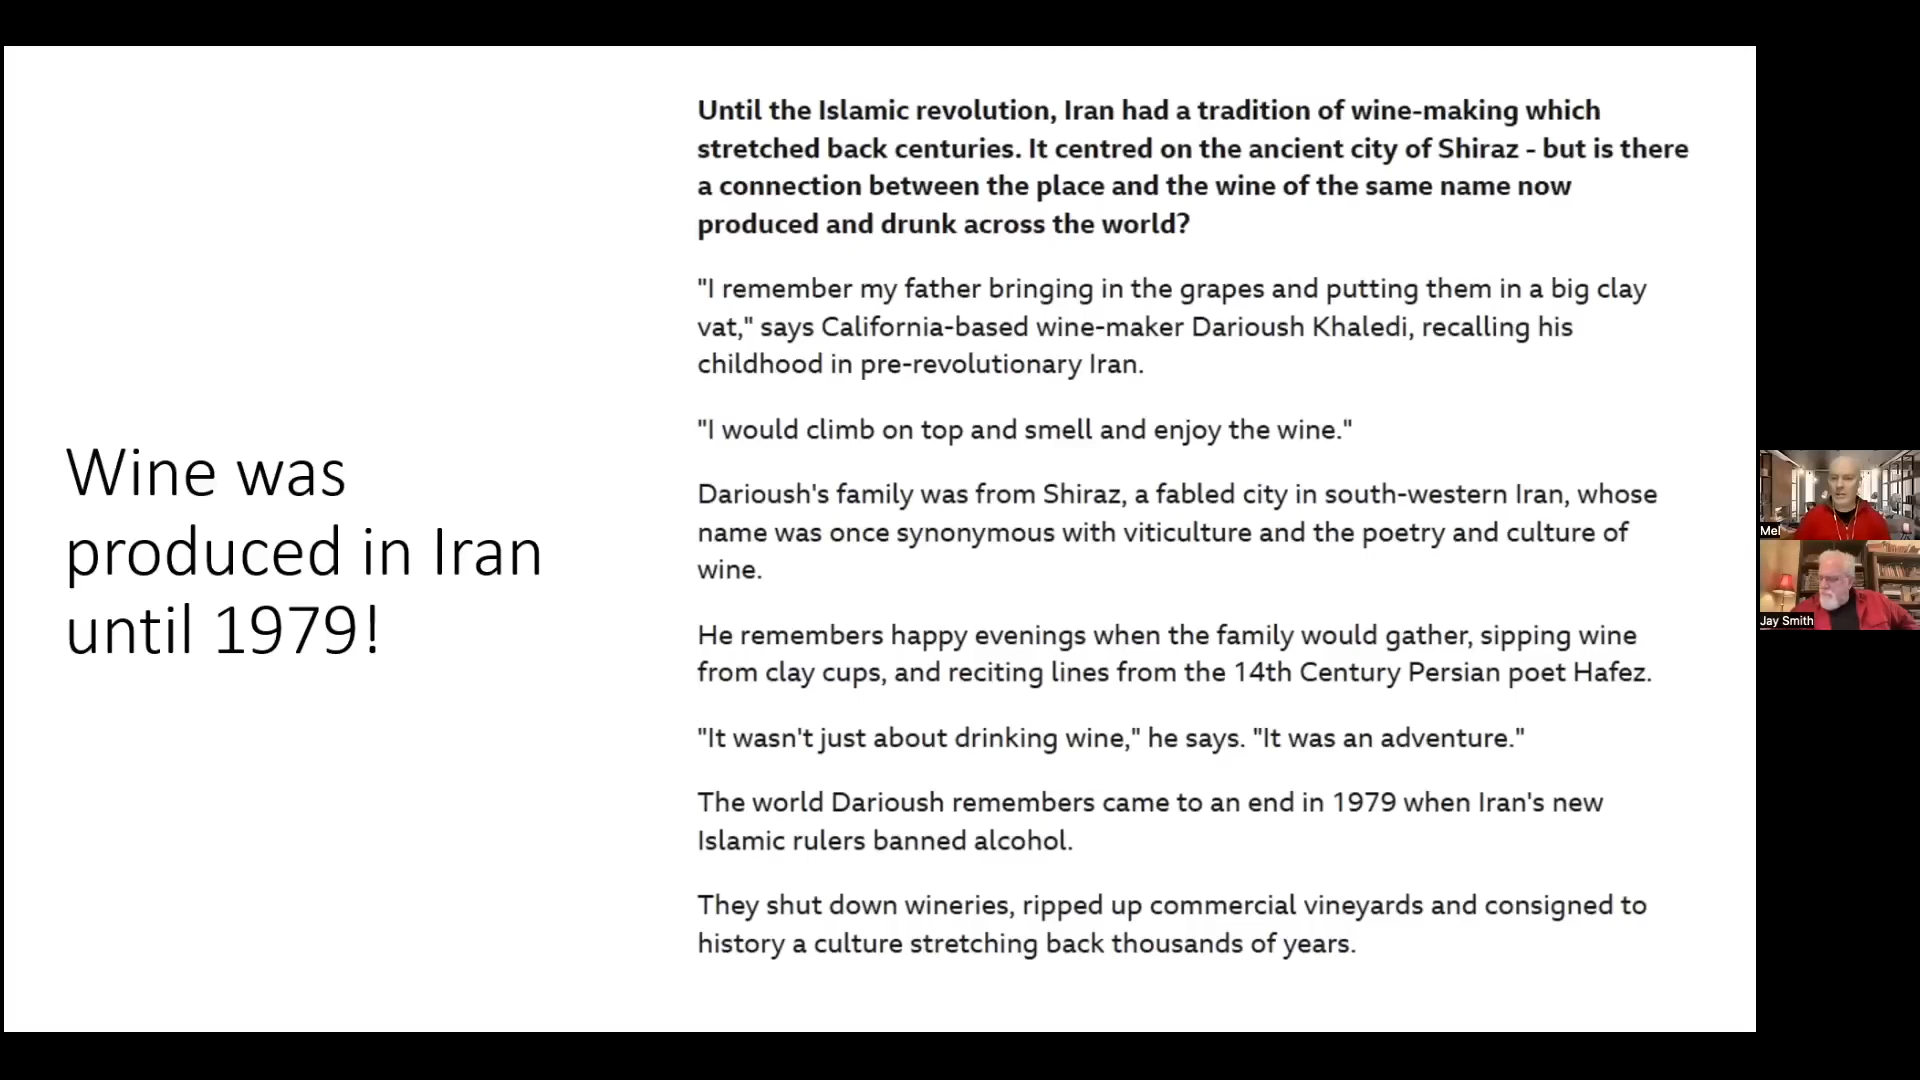 Wine was
produced in Iran
until 1979!
Until the Islamic revolution, Iran had a tradition of wine-making which
stretched back centuries. It centred on the ancient city of Shiraz - but is there
a connection between the place and the wine of the same name now
produced and drunk across the world?
"I remember my father bringing in the grapes and putting them in a big clay
vat," says California-based wine-maker Darioush Khaledi, recalling his
childhood in pre-revolutionary Iran.
"I would climb on top and smell and enjoy the wine."
Darioush's family was from Shiraz, a fabled city in south-western Iran, whose
name was once synonymous with viticulture and the poetry and culture of
wine.
He remembers happy evenings when the family would gather, sipping wine
from clay cups, and reciting lines from the 14th Century Persian poet Hafez.
"It wasn't just about drinking wine," he says. "It was an adventure."
The world Darioush remembers came to an end in 1979 when Iran's new
Islamic rulers banned alcohol.
They shut down wineries, ripped up commercial vineyards and consigned to
history a culture stretching back thousands of years.
Mel
Jay Smith